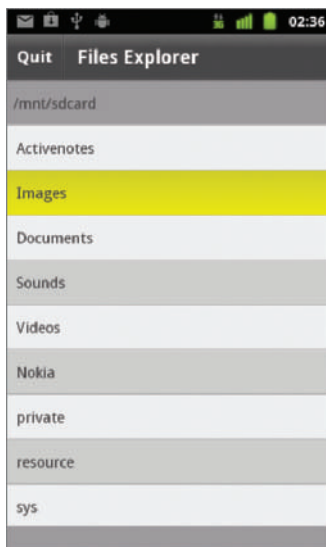 02:36
Quit Files Explorer
/mnt/sdcard
Activenotes
Images
Documents
Sounds
Videos
Nokia
private
resource
sys